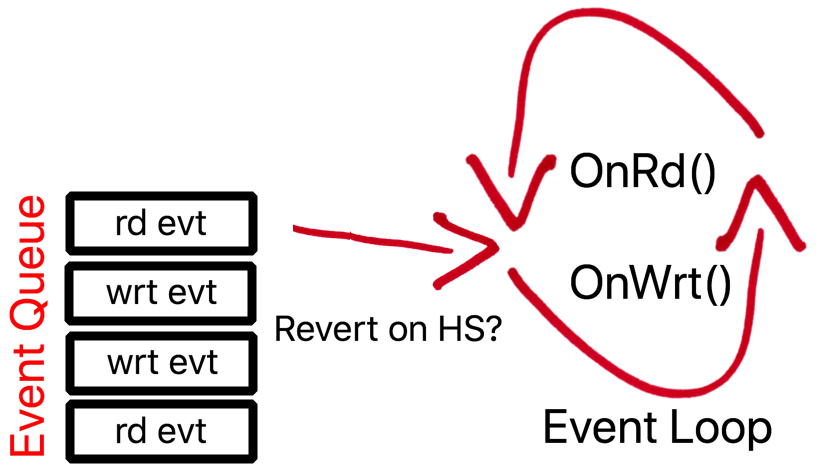 Event Queue
rd evt
wrt evt
wrt evt
rd evt
Revert on HS?
OnRd()
OnWrt()
Event Loop